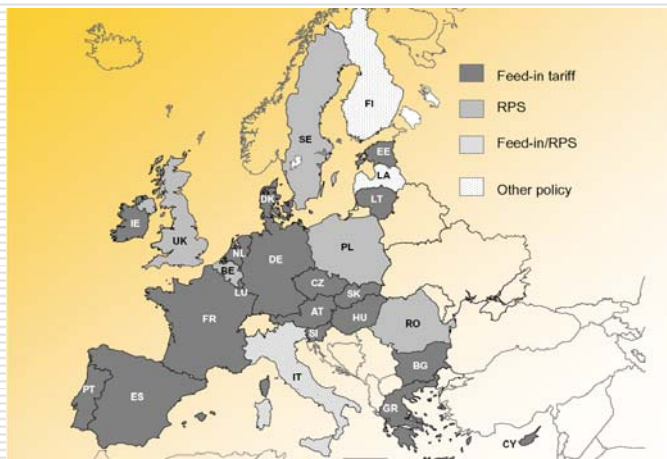 Feed-in tariff
RPS
Feed-in/RPS
Other policy
FI
SE
EE
LA
LT
DK
IE
UK
NL
BE
LU
DE
PL
CZ
SK
AT
HU
SI
FR
RO
IT
BG
PT
ES
GR
CY